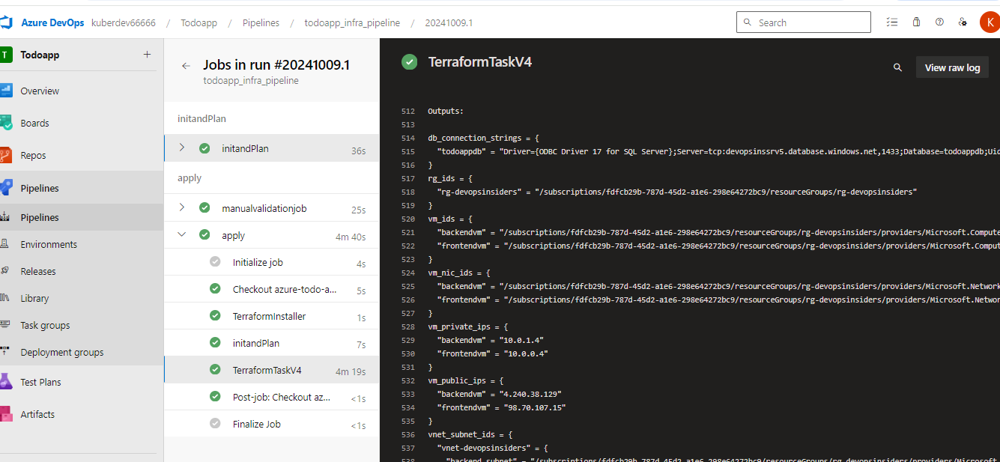 Azure DevOps kuberdev66666 / Todoapp / Pipelines / todoapp_infra_pipeline / 20241009.1
Search
K
T Todoapp +
Overview
Boards
Repos
Pipelines
Pipelines
Environments
Releases
Library
Task groups
Deployment groups
Test Plans
Artifacts
Jobs in run #20241009.1
todoapp_infra_pipeline
initandPlan
initandPlan 36s
apply
manualvalidationjob 25s
apply 4m 40s
Initialize job 4s
Checkout azure-todo-a... 5s
TerraformInstaller 1s
initandPlan 7s
TerraformTaskV4 4m 19s
Post-job: Checkout az... <1s
Finalize Job <1s
TerraformTaskV4
View raw log
512 Outputs:
513
514 db_connection_strings = {
515 "todoappdb" = "Driver={ODBC Driver 17 for SQL Server};Server=tcp:devopsinssrv5.database.windows.net,1433;Database=todoappdb;Uid
516 }
517 rg_ids = {
518 "rg-devopsinsiders" = "/subscriptions/fdfcb29b-787d-45d2-a1e6-298e64272bc9/resourceGroups/rg-devopsinsiders"
519 }
520 vm_ids = {
521 "backendvm" = "/subscriptions/fdfcb29b-787d-45d2-a1e6-298e64272bc9/resourceGroups/rg-devopsinsiders/providers/Microsoft.Compute
522 "frontendvm" = "/subscriptions/fdfcb29b-787d-45d2-a1e6-298e64272bc9/resourceGroups/rg-devopsinsiders/providers/Microsoft.Comput
523 }
524 vm_nic_ids = {
525 "backendvm" = "/subscriptions/fdfcb29b-787d-45d2-a1e6-298e64272bc9/resourceGroups/rg-devopsinsiders/providers/Microsoft.Network
526 "frontendvm" = "/subscriptions/fdfcb29b-787d-45d2-a1e6-298e64272bc9/resourceGroups/rg-devopsinsiders/providers/Microsoft.Networ
527 }
528 vm_private_ips = {
529 "backendvm" = "10.0.1.4"
530 "frontendvm" = "10.0.0.4"
531 }
532 vm_public_ips = {
533 "backendvm" = "4.240.38.129"
534 "frontendvm" = "98.70.107.15"
535 }
536 vnet_subnet_ids = {
537 "vnet-devopsinsiders" = {
538 "backend_subnet" = "/subscriptions/fdfcb29b-787d-45d2-a1e6-298e64272bc9/resourceGroups/rg-devopsinsiders/providers/Microsoft